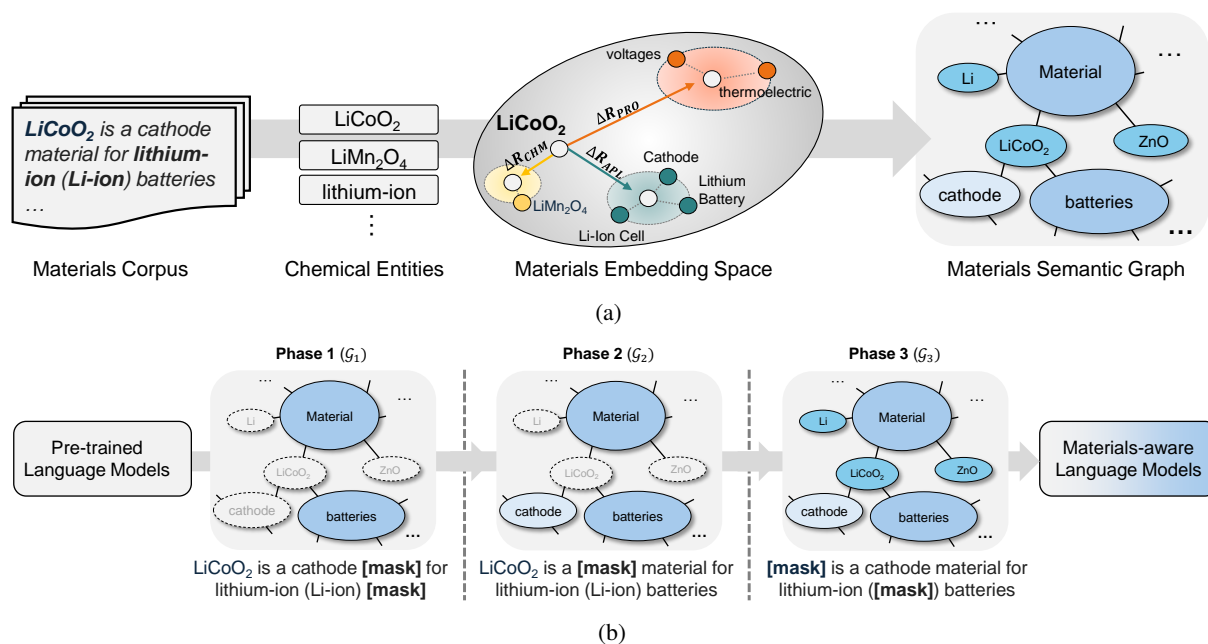 LiCoO₂ is a cathode
material for lithium-
ion (Li-ion) batteries
...
Materials Corpus
LiCoO₂
LiMn₂O₄
lithium-ion
⋮
Chemical Entities
voltages
thermoelectric
ΔR_PRO
LiCoO₂
ΔR_CHM
ΔR_APL
Cathode
Lithium
Battery
LiMn₂O₄
Li-Ion Cell
Materials Embedding Space
...
...
Li
Material
LiCoO₂
ZnO
cathode
batteries
...
Materials Semantic Graph
(a)
Pre-trained
Language Models
Phase 1 (𝒢₁)
...
...
Li
Material
LiCoO₂
ZnO
cathode
batteries
...
LiCoO₂ is a cathode [mask] for
lithium-ion (Li-ion) [mask]
Phase 2 (𝒢₂)
...
...
Li
Material
LiCoO₂
ZnO
cathode
batteries
...
LiCoO₂ is a [mask] material for
lithium-ion (Li-ion) batteries
Phase 3 (𝒢₃)
...
...
Li
Material
LiCoO₂
ZnO
cathode
batteries
...
[mask] is a cathode material for
lithium-ion ([mask]) batteries
Materials-aware
Language Models
(b)